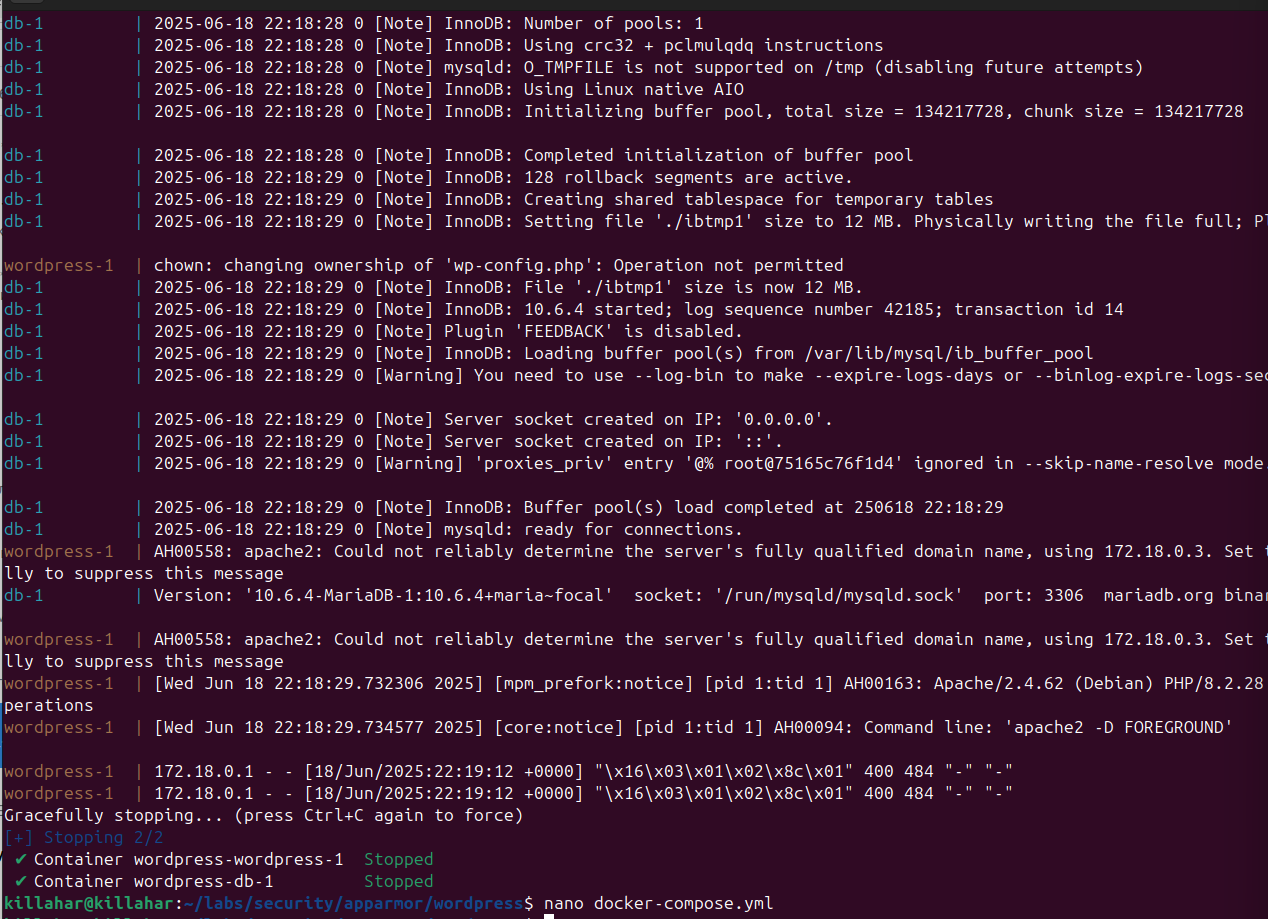 db-1 | 2025-06-18 22:18:28 0 [Note] InnoDB: Number of pools: 1
db-1 | 2025-06-18 22:18:28 0 [Note] InnoDB: Using crc32 + pclmulqdq instructions
db-1 | 2025-06-18 22:18:28 0 [Note] mysqld: O_TMPFILE is not supported on /tmp (disabling future attempts)
db-1 | 2025-06-18 22:18:28 0 [Note] InnoDB: Using Linux native AIO
db-1 | 2025-06-18 22:18:28 0 [Note] InnoDB: Initializing buffer pool, total size = 134217728, chunk size = 134217728
db-1 | 2025-06-18 22:18:28 0 [Note] InnoDB: Completed initialization of buffer pool
db-1 | 2025-06-18 22:18:29 0 [Note] InnoDB: 128 rollback segments are active.
db-1 | 2025-06-18 22:18:29 0 [Note] InnoDB: Creating shared tablespace for temporary tables
db-1 | 2025-06-18 22:18:29 0 [Note] InnoDB: Setting file './ibtmp1' size to 12 MB. Physically writing the file full; Pl
wordpress-1 | chown: changing ownership of 'wp-config.php': Operation not permitted
db-1 | 2025-06-18 22:18:29 0 [Note] InnoDB: File './ibtmp1' size is now 12 MB.
db-1 | 2025-06-18 22:18:29 0 [Note] InnoDB: 10.6.4 started; log sequence number 42185; transaction id 14
db-1 | 2025-06-18 22:18:29 0 [Note] Plugin 'FEEDBACK' is disabled.
db-1 | 2025-06-18 22:18:29 0 [Note] InnoDB: Loading buffer pool(s) from /var/lib/mysql/ib_buffer_pool
db-1 | 2025-06-18 22:18:29 0 [Warning] You need to use --log-bin to make --expire-logs-days or --binlog-expire-logs-sec
db-1 | 2025-06-18 22:18:29 0 [Note] Server socket created on IP: '0.0.0.0'.
db-1 | 2025-06-18 22:18:29 0 [Note] Server socket created on IP: '::'.
db-1 | 2025-06-18 22:18:29 0 [Warning] 'proxies_priv' entry '@% root@75165c76f1d4' ignored in --skip-name-resolve mode.
db-1 | 2025-06-18 22:18:29 0 [Note] InnoDB: Buffer pool(s) load completed at 250618 22:18:29
db-1 | 2025-06-18 22:18:29 0 [Note] mysqld: ready for connections.
wordpress-1 | AH00558: apache2: Could not reliably determine the server's fully qualified domain name, using 172.18.0.3. Set t
lly to suppress this message
db-1 | Version: '10.6.4-MariaDB-1:10.6.4+maria~focal' socket: '/run/mysqld/mysqld.sock' port: 3306 mariadb.org binar
wordpress-1 | AH00558: apache2: Could not reliably determine the server's fully qualified domain name, using 172.18.0.3. Set t
lly to suppress this message
wordpress-1 | [Wed Jun 18 22:18:29.732306 2025] [mpm_prefork:notice] [pid 1:tid 1] AH00163: Apache/2.4.62 (Debian) PHP/8.2.28
perations
wordpress-1 | [Wed Jun 18 22:18:29.734577 2025] [core:notice] [pid 1:tid 1] AH00094: Command line: 'apache2 -D FOREGROUND'
wordpress-1 | 172.18.0.1 - - [18/Jun/2025:22:19:12 +0000] "\x16\x03\x01\x02\x8c\x01" 400 484 "-" "-"
wordpress-1 | 172.18.0.1 - - [18/Jun/2025:22:19:12 +0000] "\x16\x03\x01\x02\x8c\x01" 400 484 "-" "-"
Gracefully stopping... (press Ctrl+C again to force)
[+] Stopping 2/2
✔ Container wordpress-wordpress-1 Stopped
✔ Container wordpress-db-1 Stopped
killahar@killahar:~/labs/security/apparmor/wordpress$ nano docker-compose.yml